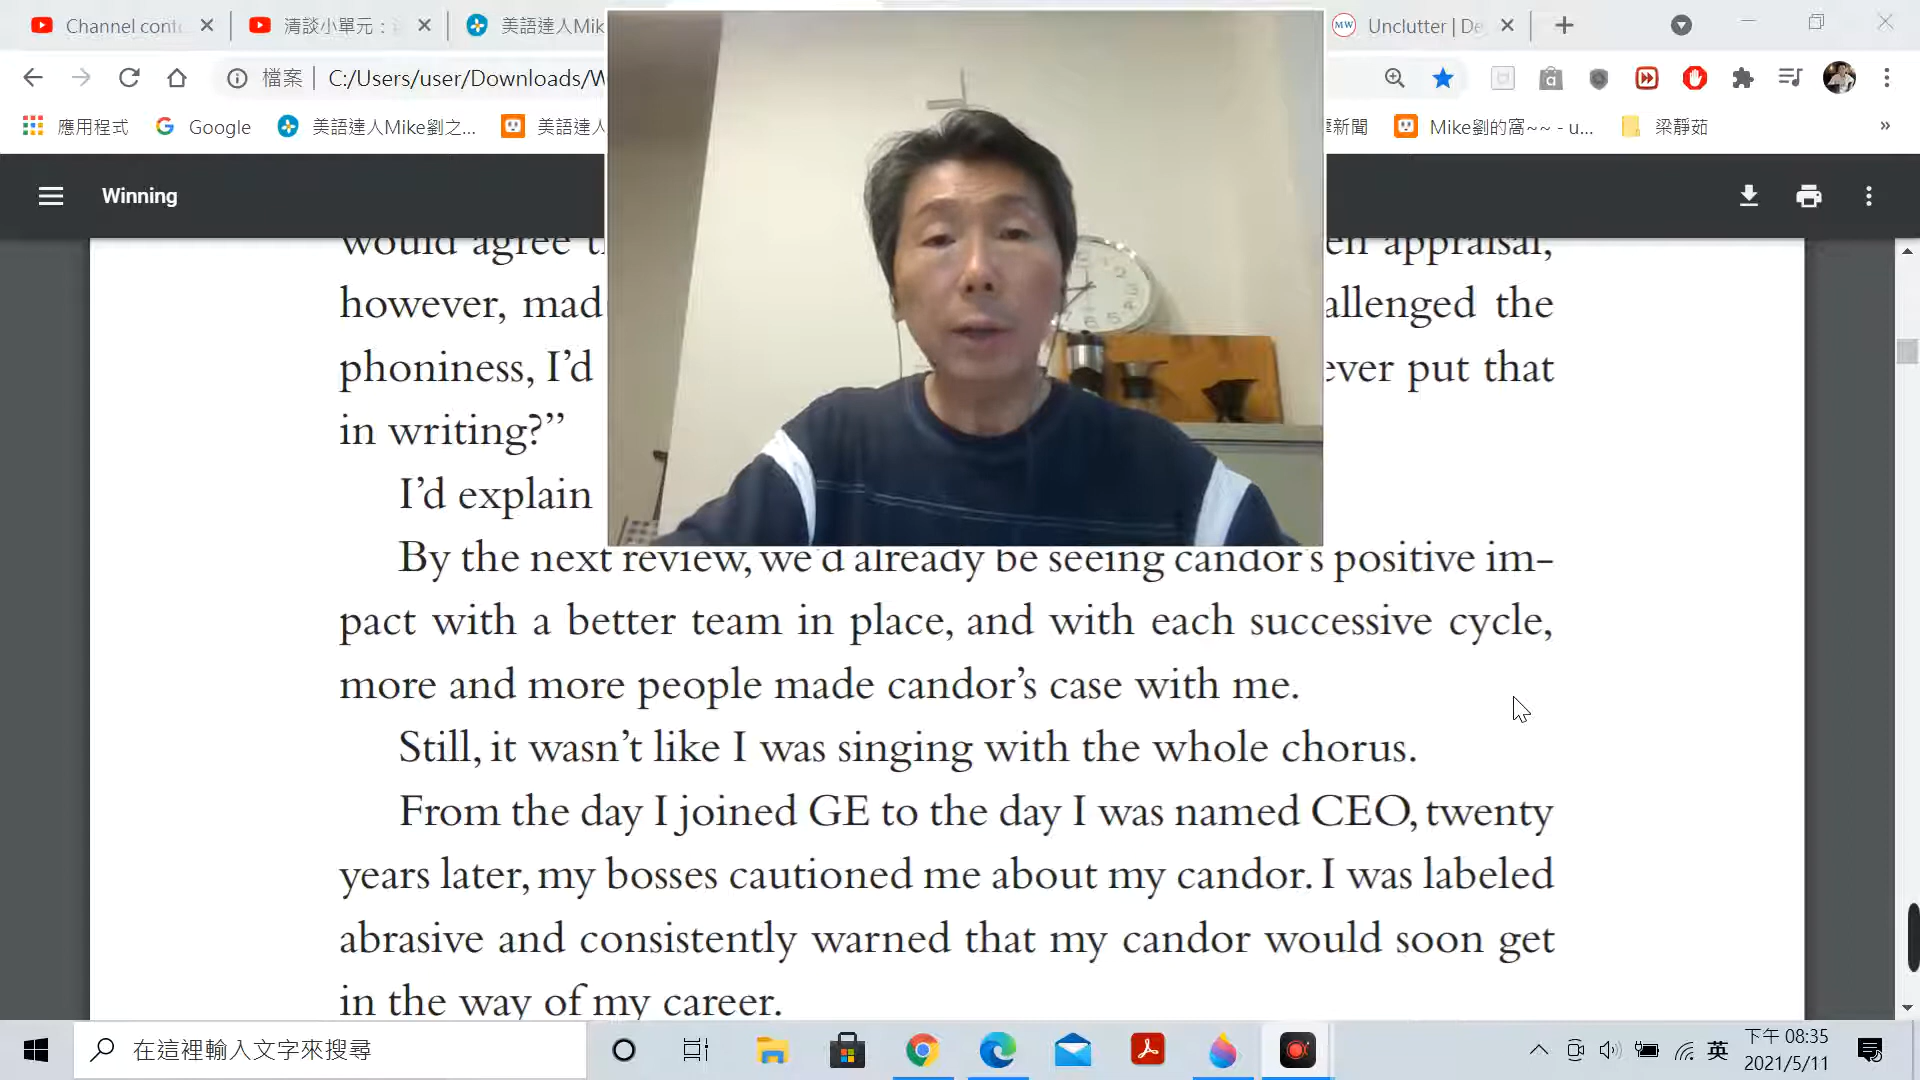 Channel conte
清談小單元：
美語達人Mik
Unclutter | De
檔案
C:/Users/user/Downloads/W
應用程式
Google
美語達人Mike劉之...
美語達人
新聞
Mike劉的窩~~ - u...
梁靜茹
»
Winning
would agree
en appraisal,
however, mad
allenged the
phoniness, I’d
ever put that
in writing?”
I’d explain
By the next review, we’d already be seeing candor’s positive im-
pact with a better team in place, and with each successive cycle,
more and more people made candor’s case with me.
Still, it wasn’t like I was singing with the whole chorus.
From the day I joined GE to the day I was named CEO, twenty
years later, my bosses cautioned me about my candor. I was labeled
abrasive and consistently warned that my candor would soon get
in the way of my career.
在這裡輸入文字來搜尋
英
下午 08:35
2021/5/11